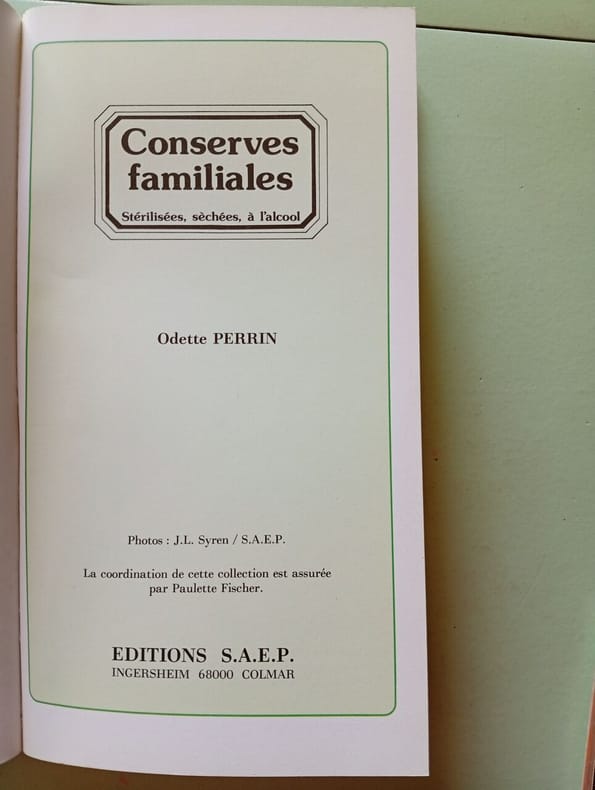 Conserves
familiales
Stérilisées, sèchées, à l'alcool
Odette PERRIN
Photos : J.L. Syren / S.A.E.P.
La coordination de cette collection est assurée
par Paulette Fischer.
EDITIONS S.A.E.P.
INGERSHEIM 68000 COLMAR